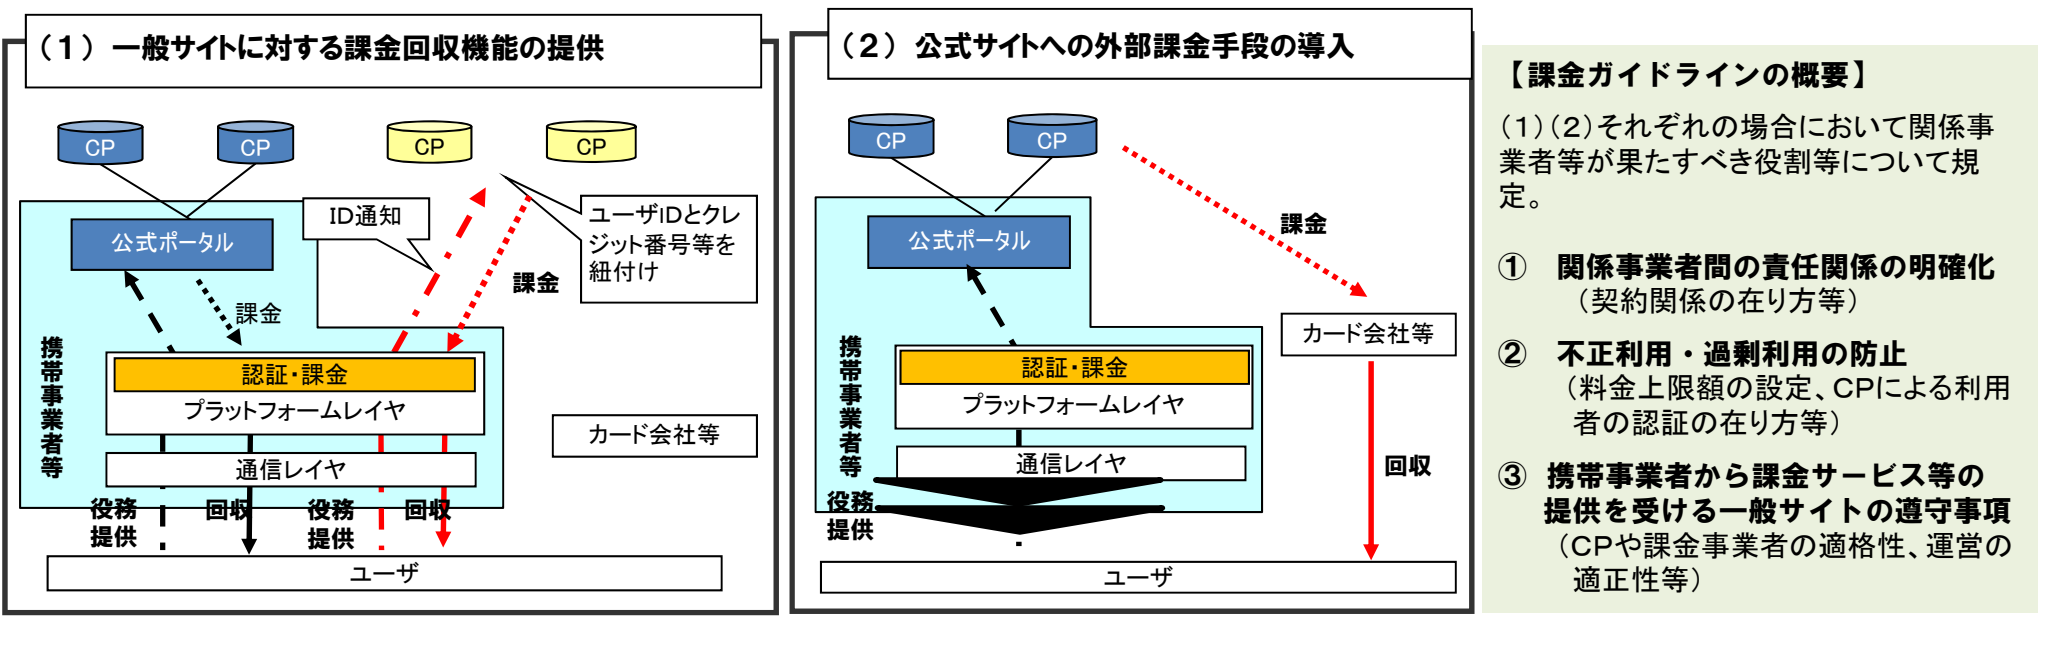 （１）一般サイトに対する課金回収機能の提供
CP
CP
CP
CP
ID通知
ユーザIDとクレ
ジット番号等を
紐付け
公式ポータル
課金
課金
携帯事業者等
認証・課金
プラットフォームレイヤ
カード会社等
通信レイヤ
役務
提供
回収
役務
提供
回収
ユーザ
（２）公式サイトへの外部課金手段の導入
CP
CP
課金
公式ポータル
カード会社等
携帯事業者等
認証・課金
プラットフォームレイヤ
通信レイヤ
回収
役務
提供
ユーザ
【課金ガイドラインの概要】
（１）（２）それぞれの場合において関係事
業者等が果たすべき役割等について規
定。
①　関係事業者間の責任関係の明確化
（契約関係の在り方等）
②　不正利用・過剰利用の防止
（料金上限額の設定、CPによる利用
者の認証の在り方等）
③　携帯事業者から課金サービス等の
提供を受ける一般サイトの遵守事項
（CPや課金事業者の適格性、運営の
適正性等）